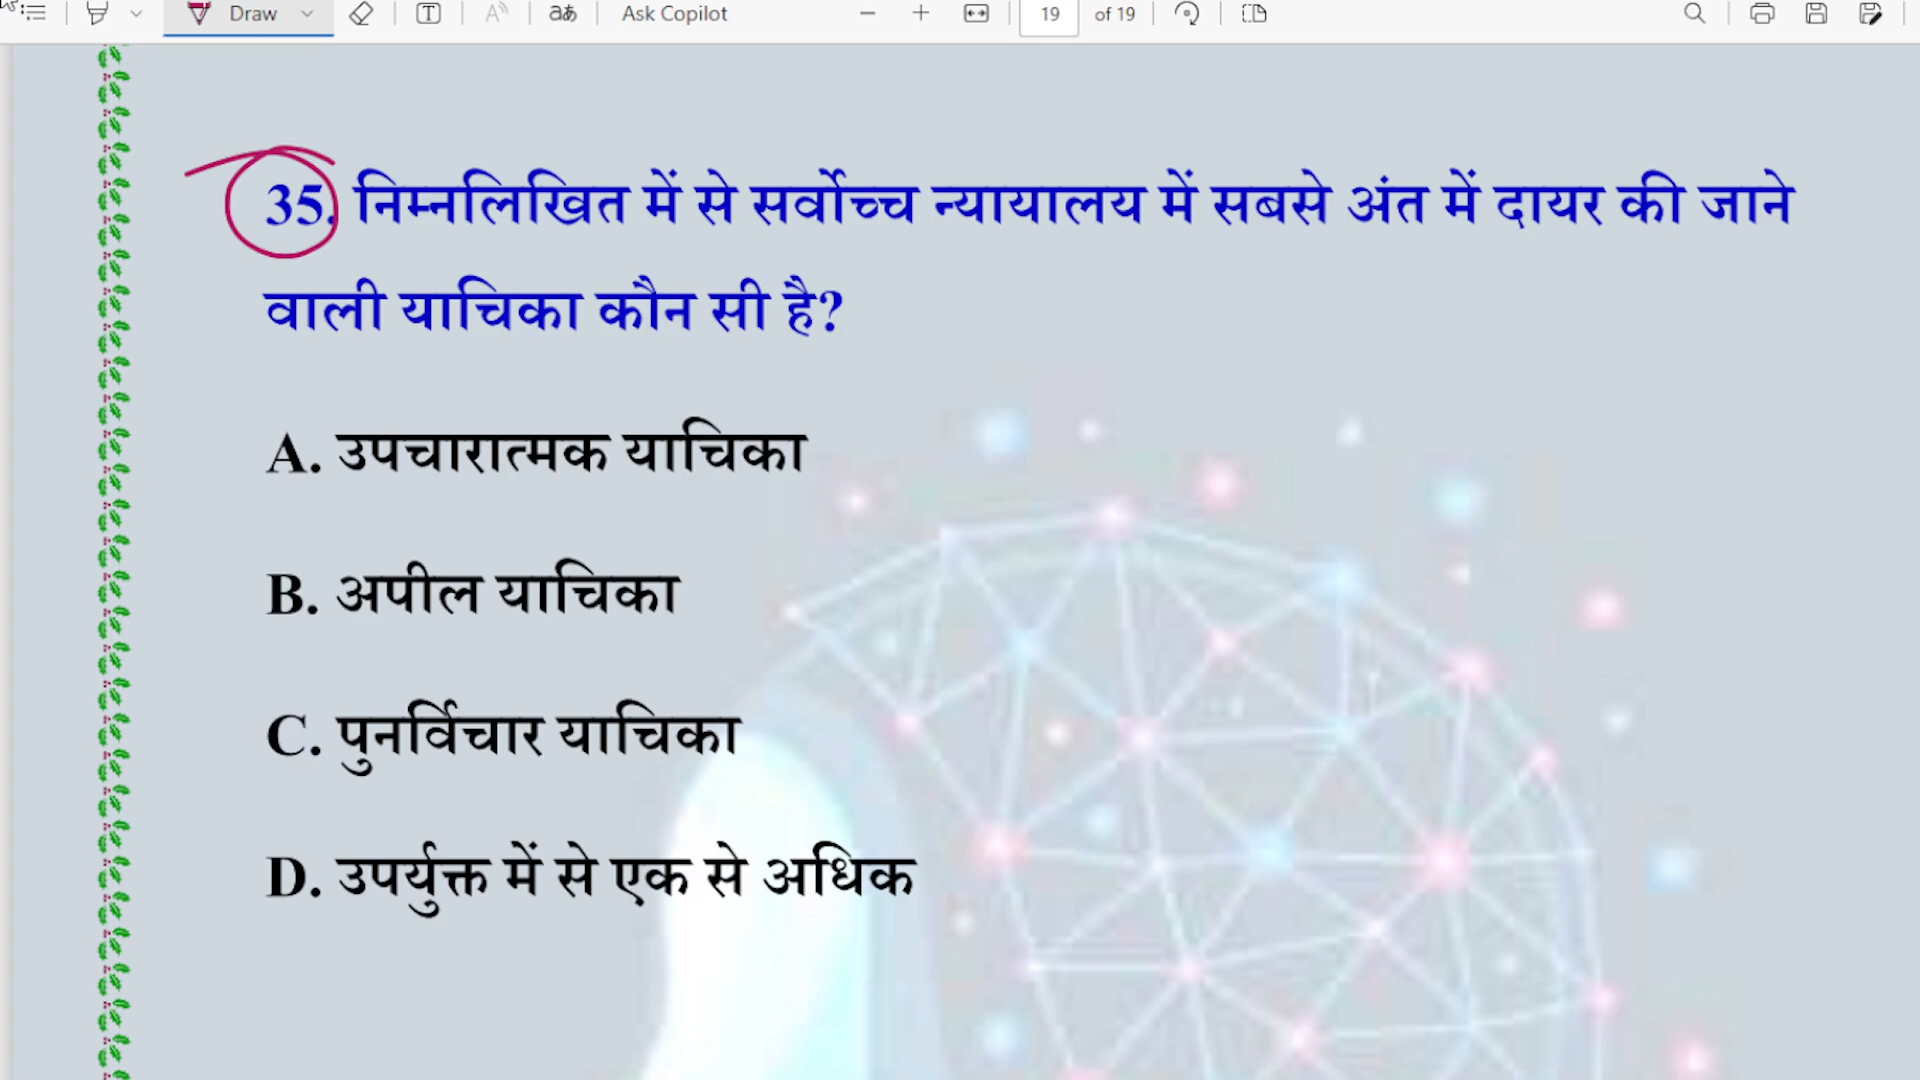 Draw
Ask Copilot
19 of 19
35. निम्नलिखित में से सर्वोच्च न्यायालय में सबसे अंत में दायर की जाने
वाली याचिका कौन सी है?
A. उपचारात्मक याचिका
B. अपील याचिका
C. पुनर्विचार याचिका
D. उपर्युक्त में से एक से अधिक